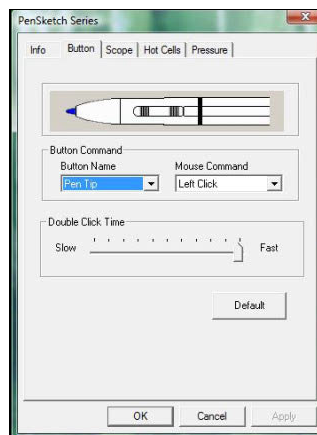 PenSketch Series
Info Button Scope Hot Cells Pressure
Button Command
Button Name Mouse Command
Pen Tip Left Click
Double Click Time
Slow Fast
Default
OK Cancel Apply